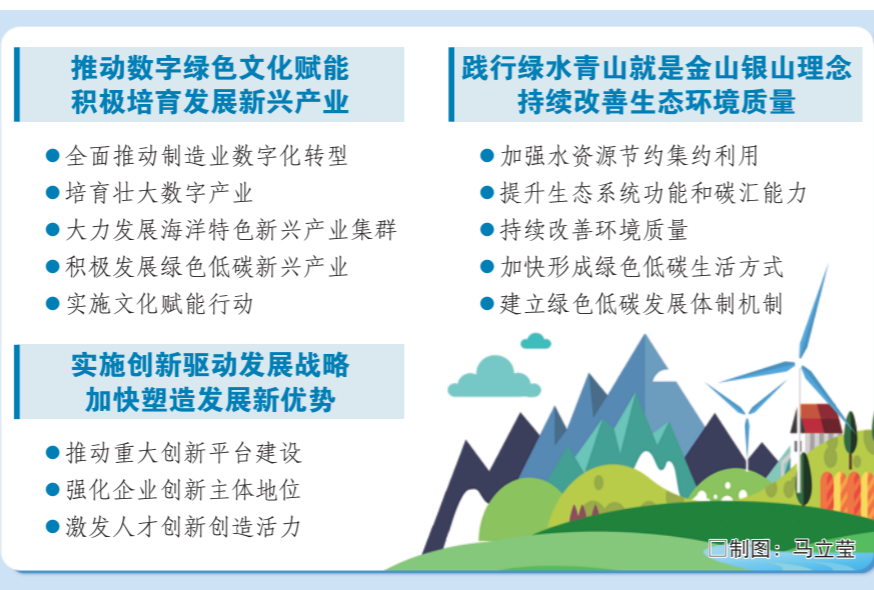 推动数字绿色文化赋能
积极培育发展新兴产业
●全面推动制造业数字化转型
●培育壮大数字产业
●大力发展海洋特色新兴产业集群
●积极发展绿色低碳新兴产业
●实施文化赋能行动
实施创新驱动发展战略
加快塑造发展新优势
●推动重大创新平台建设
●强化企业创新主体地位
●激发人才创新创造活力
践行绿水青山就是金山银山理念
持续改善生态环境质量
●加强水资源节约集约利用
●提升生态系统功能和碳汇能力
●持续改善环境质量
●加快形成绿色低碳生活方式
●建立绿色低碳发展体制机制
□制图：马立莹